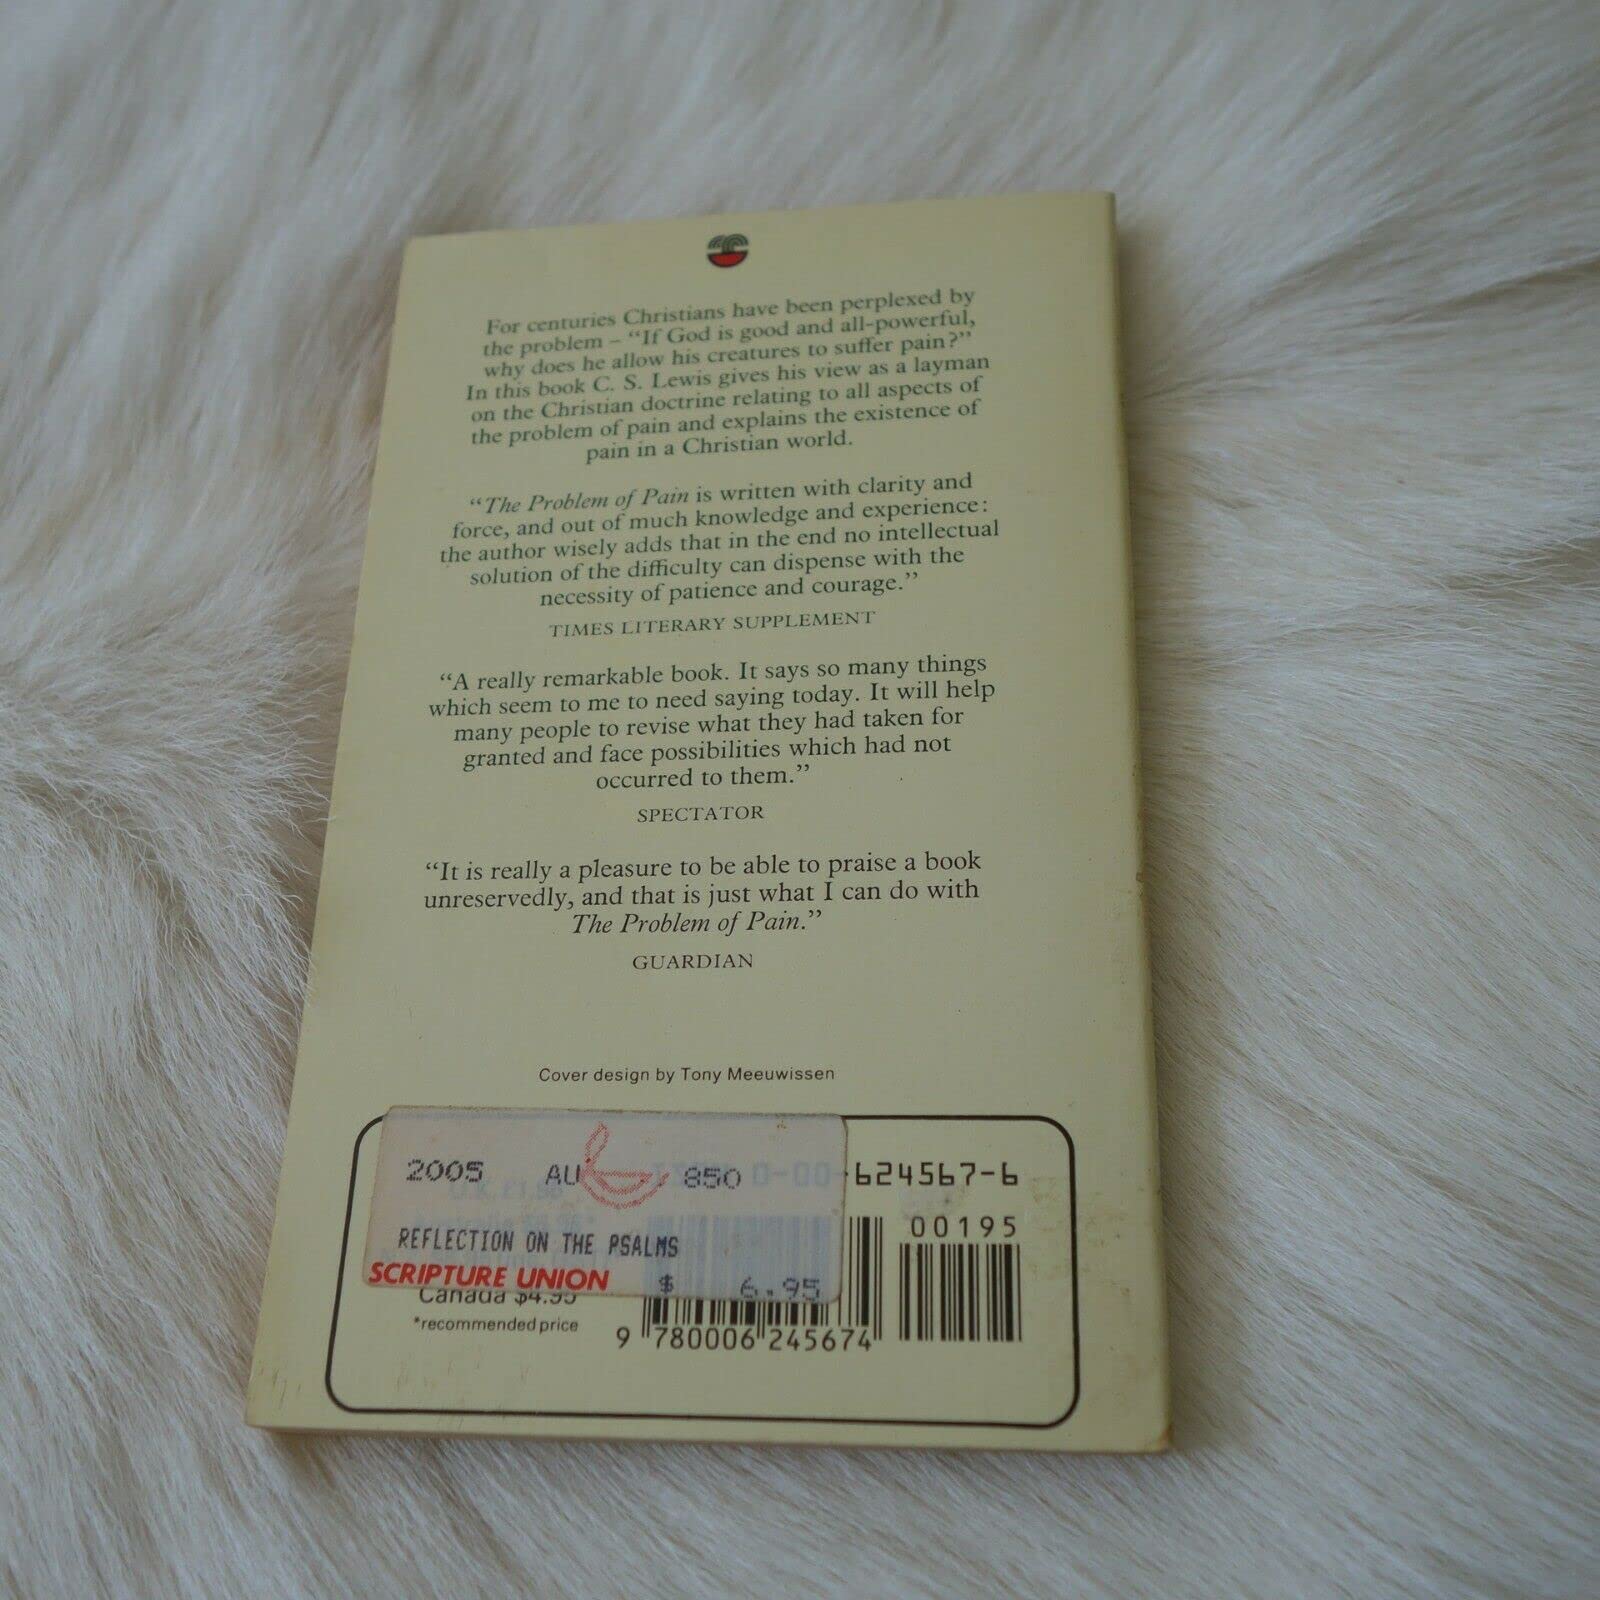 For centuries Christians have been perplexed by
the problem – "If God is good and all-powerful,
why does he allow his creatures to suffer pain?"
In this book C. S. Lewis gives his view as a layman
on the Christian doctrine relating to all aspects of
the problem of pain and explains the existence of
pain in a Christian world.
"The Problem of Pain is written with clarity and
force, and out of much knowledge and experience:
the author wisely adds that in the end no intellectual
solution of the difficulty can dispense with the
necessity of patience and courage."
TIMES LITERARY SUPPLEMENT
"A really remarkable book. It says so many things
which seem to me to need saying today. It will help
many people to revise what they had taken for
granted and face possibilities which had not
occurred to them."
SPECTATOR
"It is really a pleasure to be able to praise a book
unreservedly, and that is just what I can do with
The Problem of Pain."
GUARDIAN
Cover design by Tony Meeuwissen
2005 AU 850
0-00-624567-6
00195
REFLECTION ON THE PSALMS
SCRIPTURE UNION $ 6.95
Canada $4.95
*recommended price
9 780006 245674